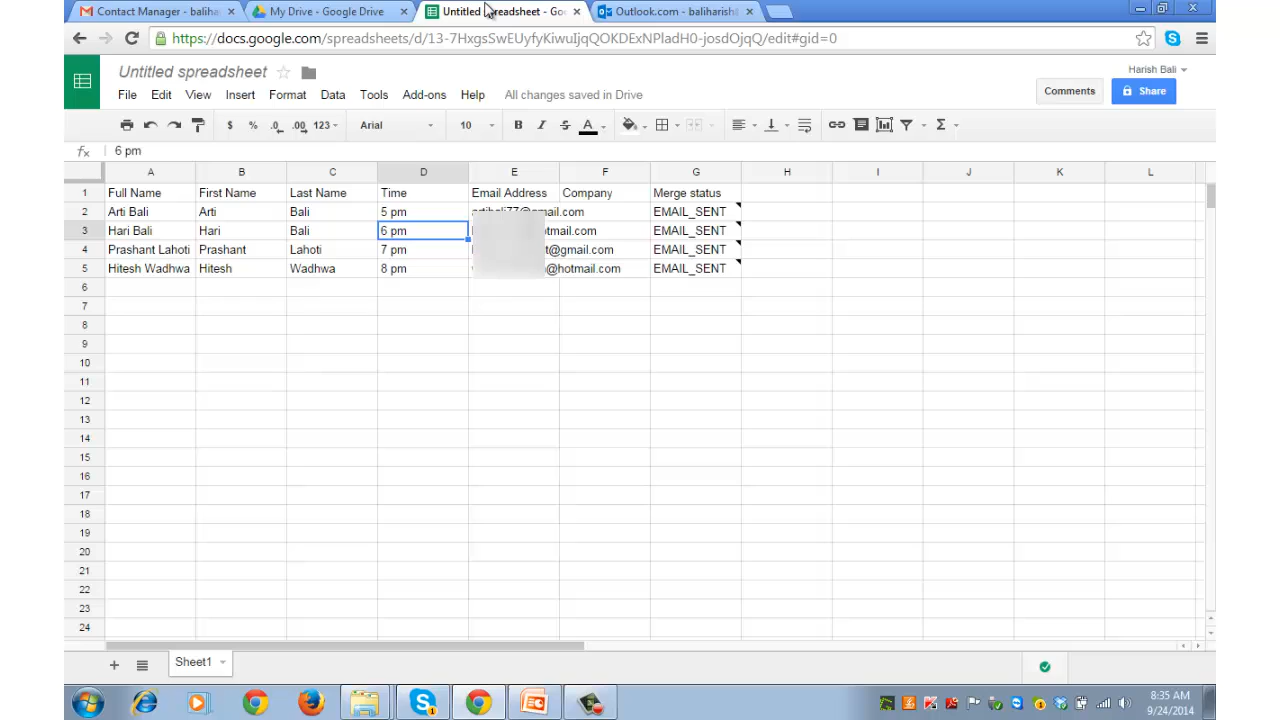 Contact Manager - baliha
My Drive - Google Drive
Untitled Spreadsheet - Goo
Outlook.com - baliharish@
https://docs.google.com/spreadsheets/d/13-7HxgsSwEUyfyKiwuIjqQOKDExNPladH0-josdOjqQ/edit#gid=0
Untitled spreadsheet
Harish Bali
File Edit View Insert Format Data Tools Add-ons Help All changes saved in Drive
Comments
Share
$ % .0 .00 123 Arial 10 B I S A Σ
fx 6 pm
A B C D E F G H I J K L
1 Full Name First Name Last Name Time Email Address Company Merge status
2 Arti Bali Arti Bali 5 pm EMAIL_SENT
3 Hari Bali Hari Bali 6 pm EMAIL_SENT
4 Prashant Lahoti Prashant Lahoti 7 pm t@gmail.com EMAIL_SENT
5 Hitesh Wadhwa Hitesh Wadhwa 8 pm @hotmail.com EMAIL_SENT
6
7
8
9
10
11
12
13
14
15
16
17
18
19
20
21
22
23
24
Sheet1
8:35 AM
9/24/2014